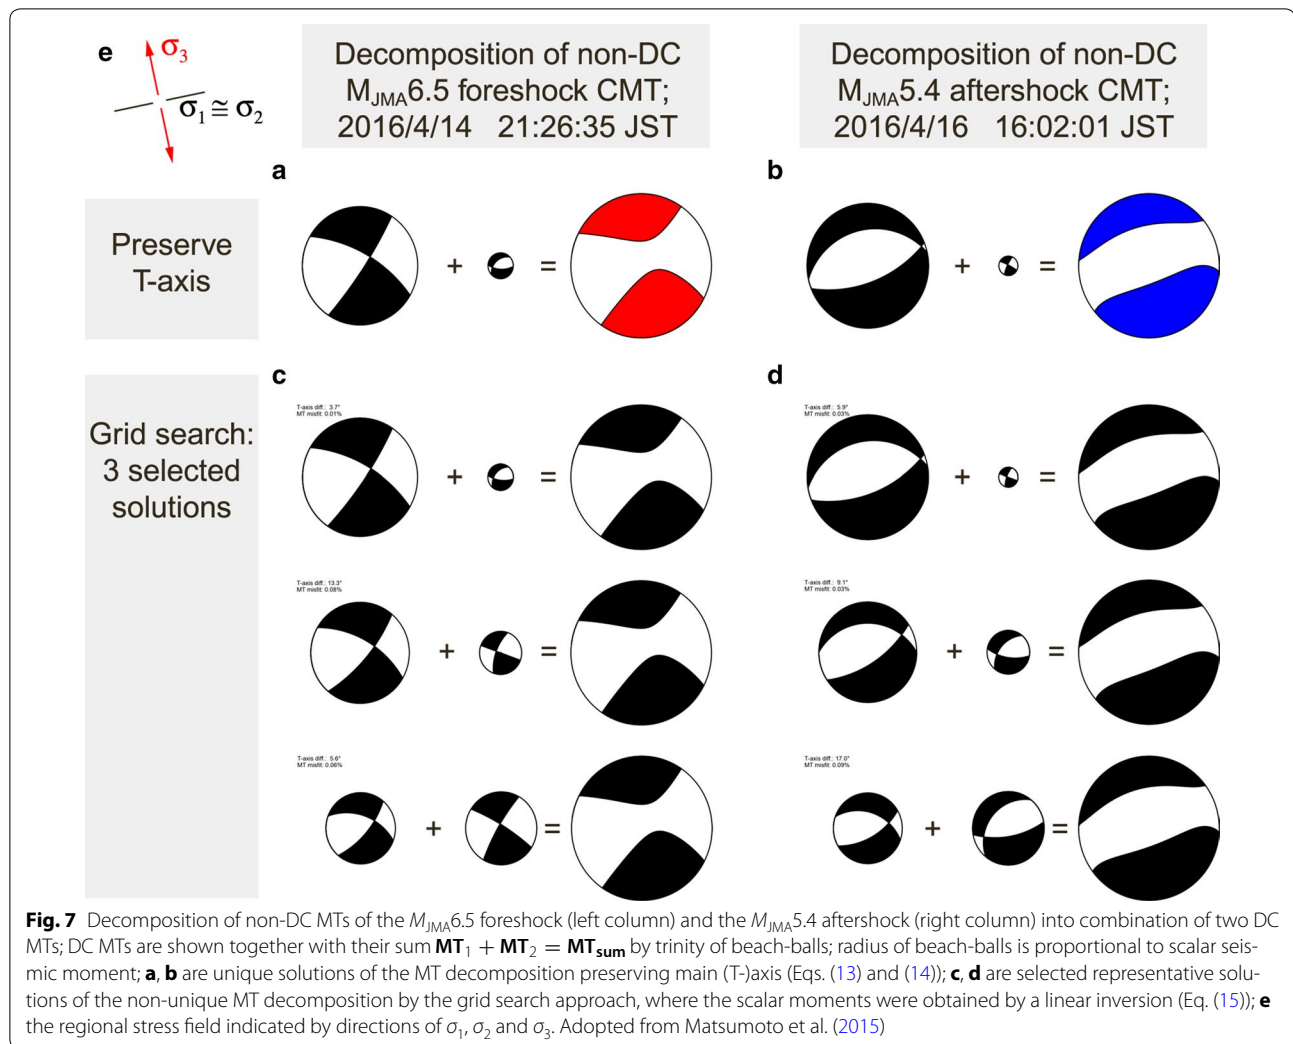 e
σ3
σ1 ≅ σ2
Decomposition of non-DC
MJMA6.5 foreshock CMT;
2016/4/14 21:26:35 JST
Decomposition of non-DC
MJMA5.4 aftershock CMT;
2016/4/16 16:02:01 JST
Preserve
T-axis
a
+ =
b
+ =
Grid search:
3 selected
solutions
c
T-axis diff.: 3.7°
MT misfit: 0.01%
+ =
d
T-axis diff.: 5.9°
MT misfit: 0.03%
+ =
T-axis diff.: 13.3°
MT misfit: 0.08%
+ =
T-axis diff.: 9.1°
MT misfit: 0.03%
+ =
T-axis diff.: 5.6°
MT misfit: 0.06%
+ =
T-axis diff.: 17.0°
MT misfit: 0.09%
+ =
Fig. 7 Decomposition of non-DC MTs of the MJMA6.5 foreshock (left column) and the MJMA5.4 aftershock (right column) into combination of two DC
MTs; DC MTs are shown together with their sum MT1 + MT2 = MTsum by trinity of beach-balls; radius of beach-balls is proportional to scalar seis-
mic moment; a, b are unique solutions of the MT decomposition preserving main (T-)axis (Eqs. (13) and (14)); c, d are selected representative solu-
tions of the non-unique MT decomposition by the grid search approach, where the scalar moments were obtained by a linear inversion (Eq. (15)); e
the regional stress field indicated by directions of σ1, σ2 and σ3. Adopted from Matsumoto et al. (2015)